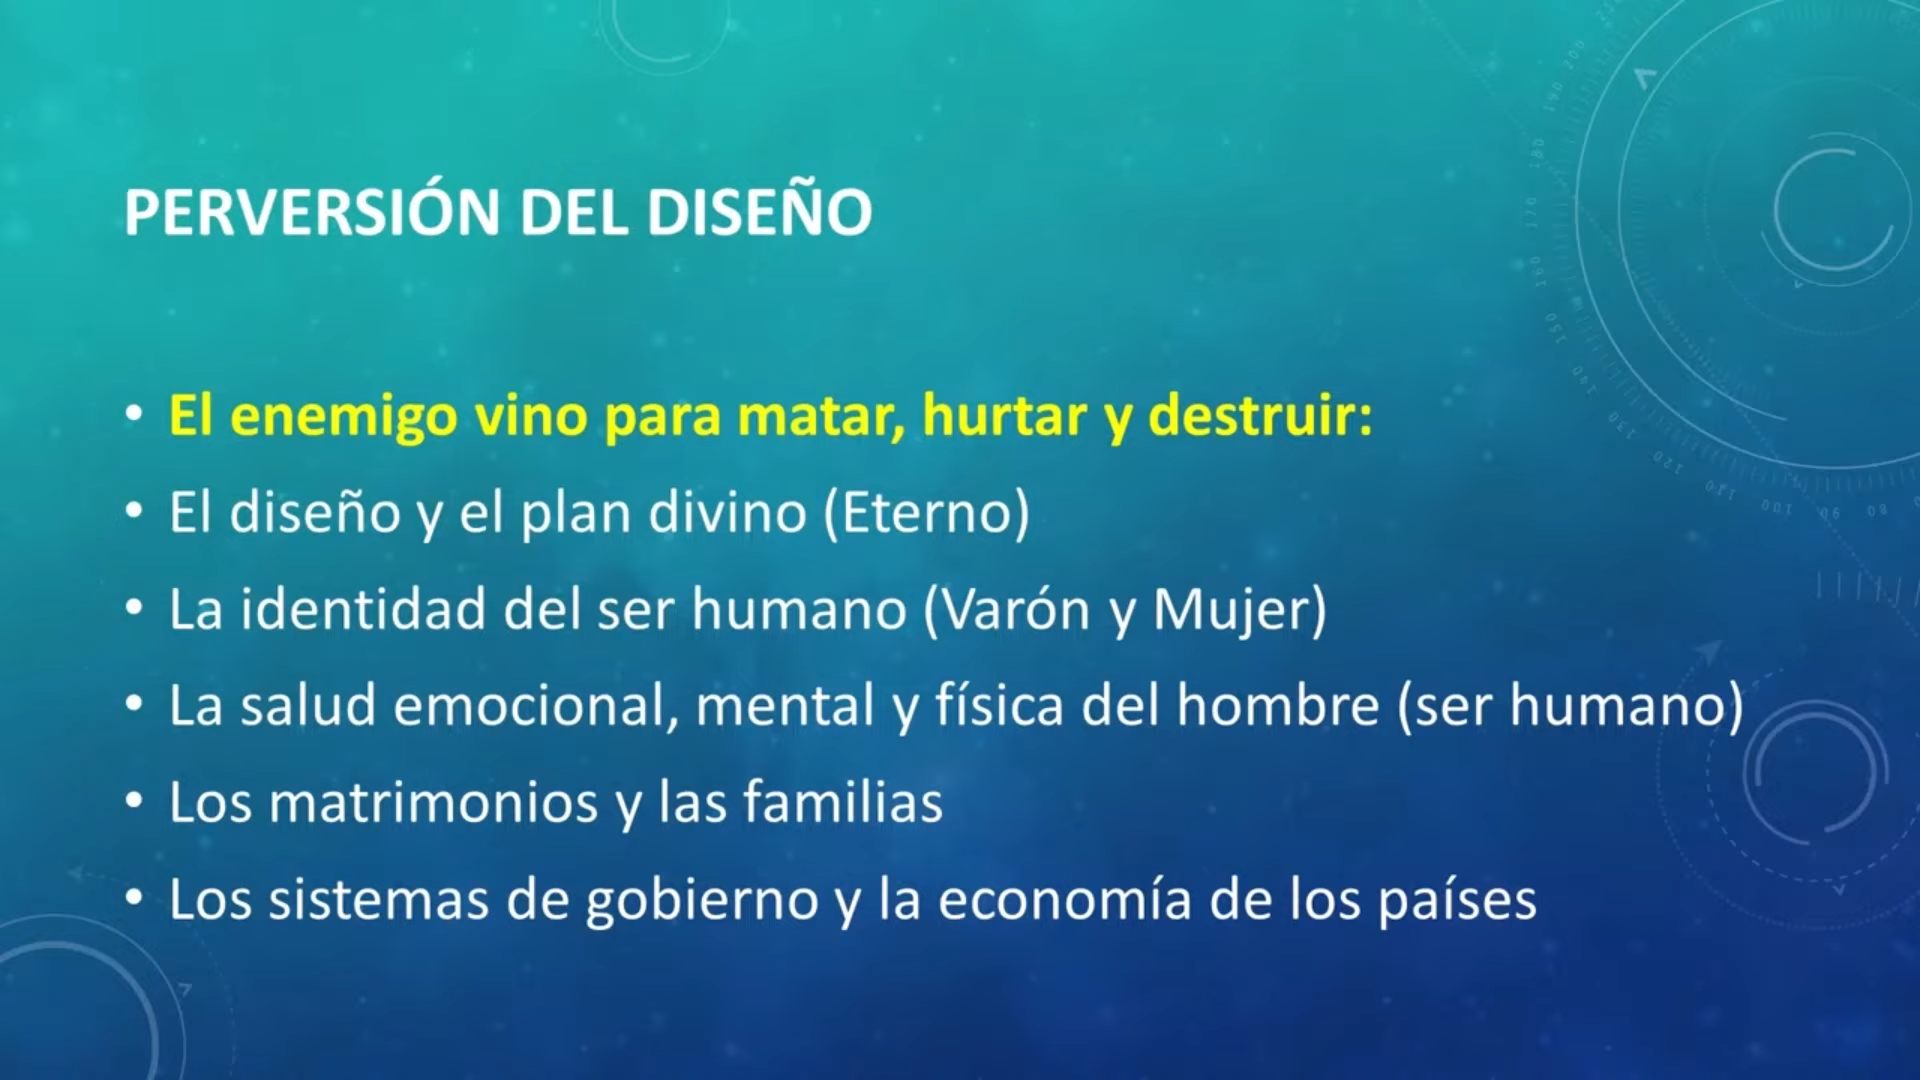 PERVERSIÓN DEL DISEÑO
• El enemigo vino para matar, hurtar y destruir:
• El diseño y el plan divino (Eterno)
• La identidad del ser humano (Varón y Mujer)
• La salud emocional, mental y física del hombre (ser humano)
• Los matrimonios y las familias
• Los sistemas de gobierno y la economía de los países